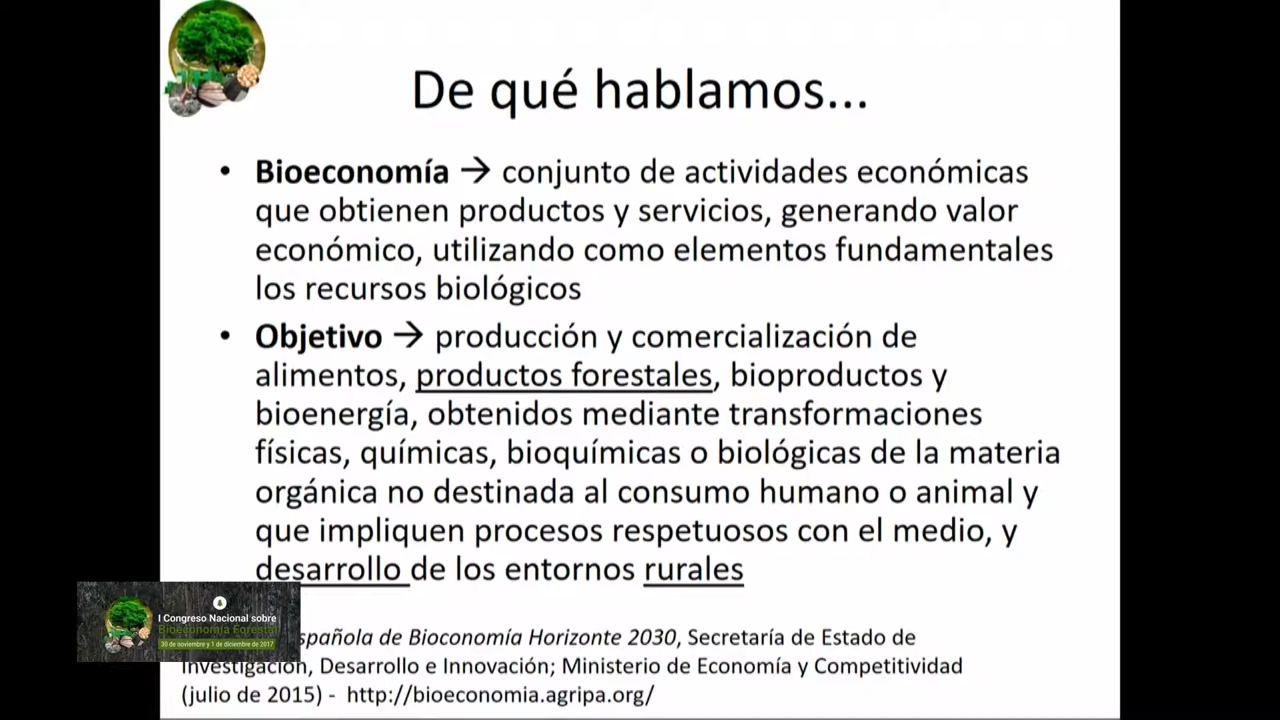 De qué hablamos...
• Bioeconomía → conjunto de actividades económicas
que obtienen productos y servicios, generando valor
económico, utilizando como elementos fundamentales
los recursos biológicos
• Objetivo → producción y comercialización de
alimentos, productos forestales, bioproductos y
bioenergía, obtenidos mediante transformaciones
físicas, químicas, bioquímicas o biológicas de la materia
orgánica no destinada al consumo humano o animal y
que impliquen procesos respetuosos con el medio, y
desarrollo de los entornos rurales
I Congreso Nacional sobre
Bioeconomía Forestal
30 de noviembre y 1 de diciembre de 2017
spañola de Bioconomía Horizonte 2030, Secretaría de Estado de
Investigación, Desarrollo e Innovación; Ministerio de Economía y Competitividad
(julio de 2015) - http://bioeconomia.agripa.org/